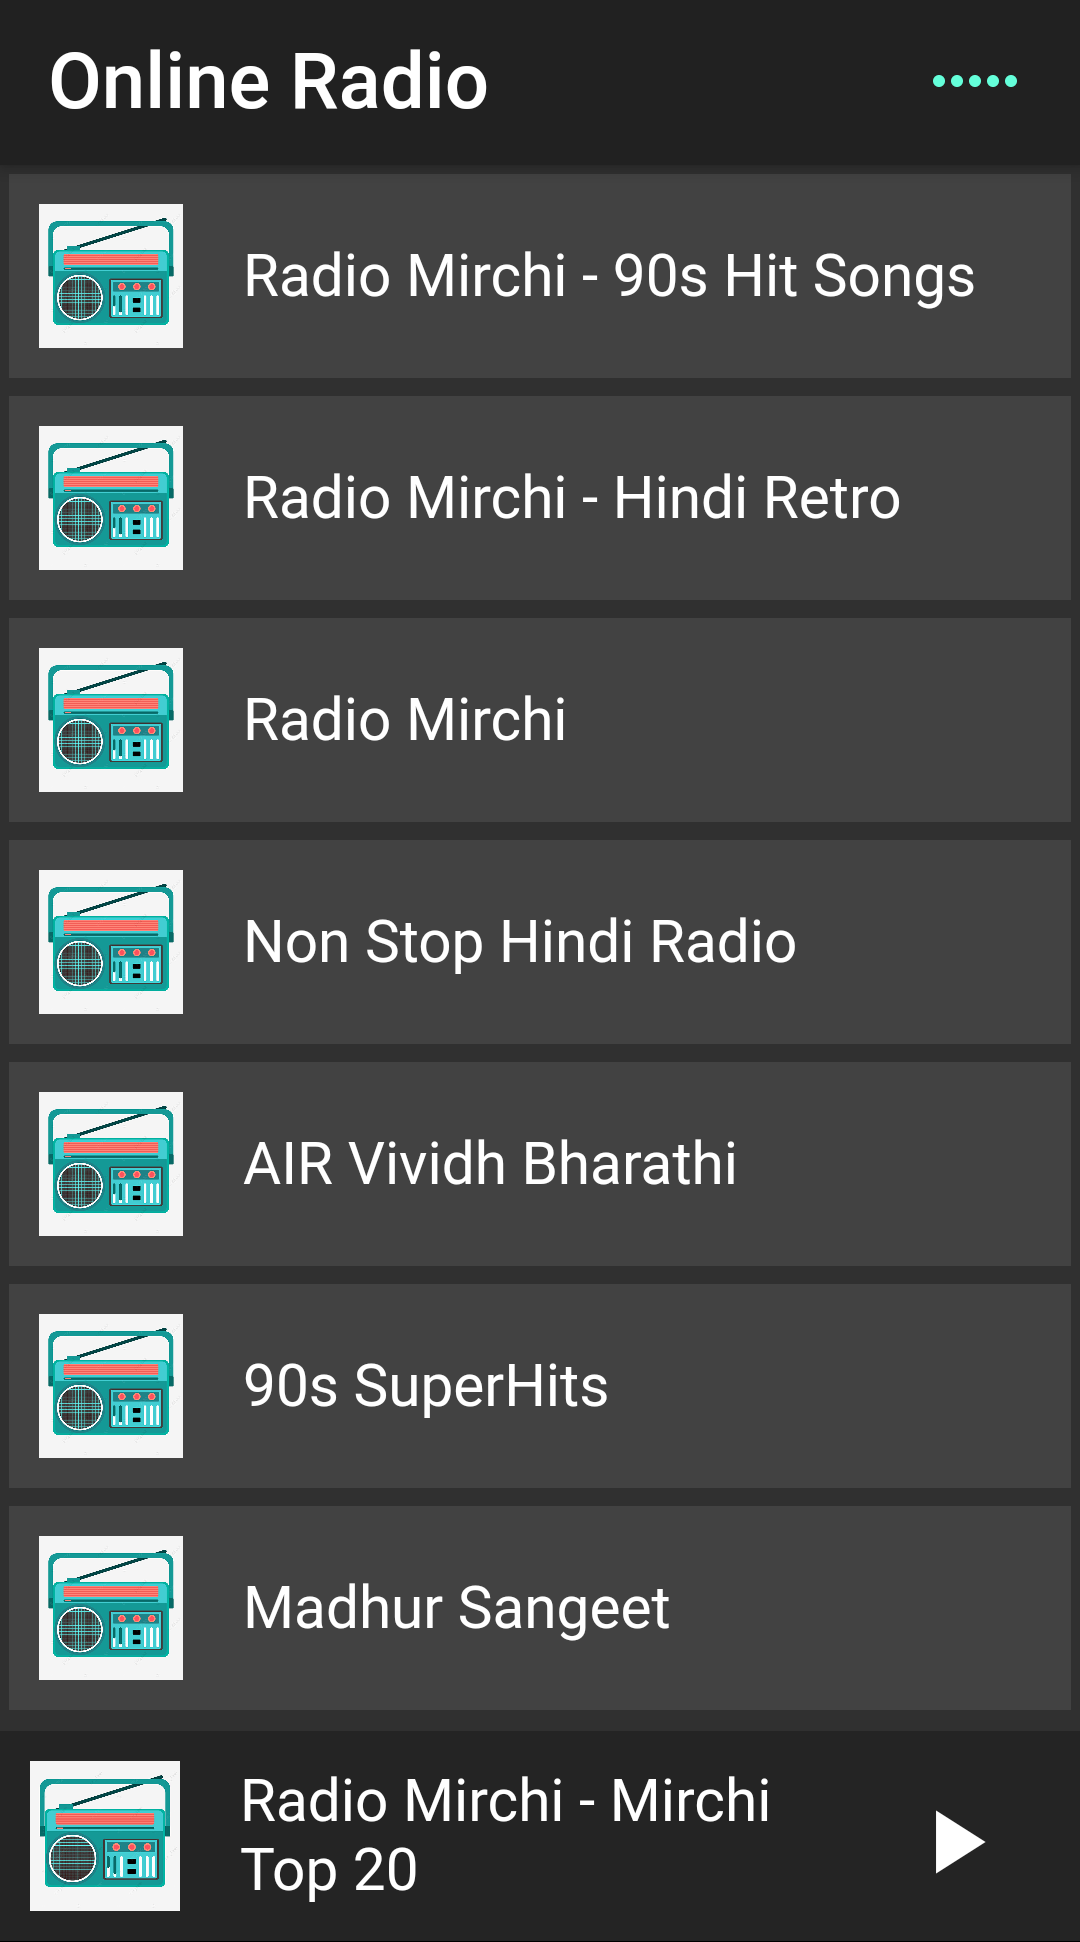 Online Radio
Radio Mirchi - 90s Hit Songs
Radio Mirchi - Hindi Retro
Radio Mirchi
Non Stop Hindi Radio
AIR Vividh Bharathi
90s SuperHits
Madhur Sangeet
Radio Mirchi - Mirchi
Top 20